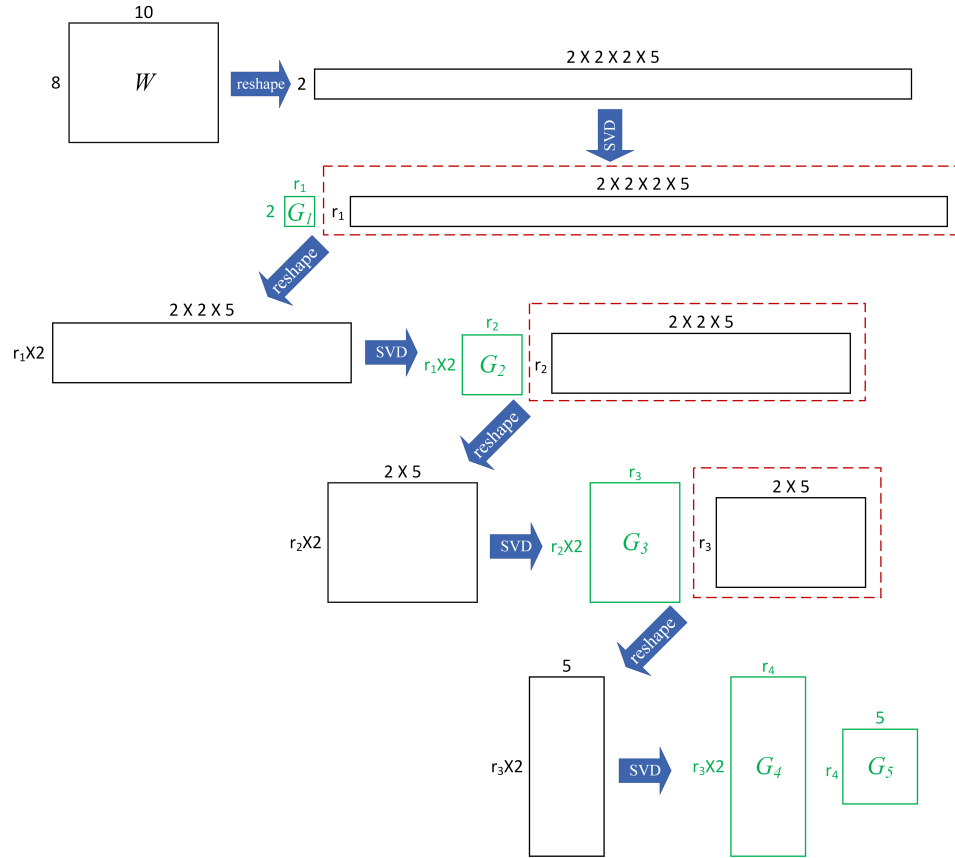 10
8
W
reshape
2
2 X 2 X 2 X 5
SVD
r₁
2
G₁
r₁
2 X 2 X 2 X 5
reshape
2 X 2 X 5
r₁X2
SVD
r₂
r₁X2
G₂
r₂
2 X 2 X 5
reshape
2 X 5
r₂X2
SVD
r₃
r₂X2
G₃
r₃
2 X 5
reshape
5
r₃X2
SVD
r₄
r₃X2
G₄
5
r₄
G₅